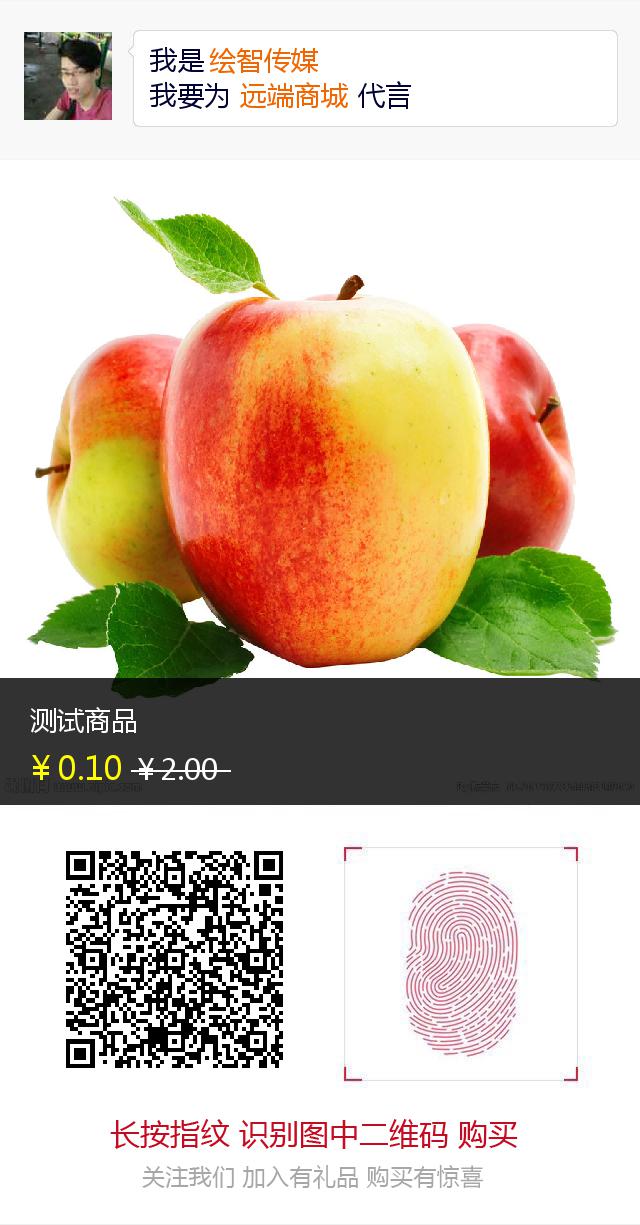 我是绘智传媒
我要为 远端商城 代言
测试商品
¥0.10 ¥2.00
长按指纹 识别图中二维码 购买
关注我们 加入有礼品 购买有惊喜